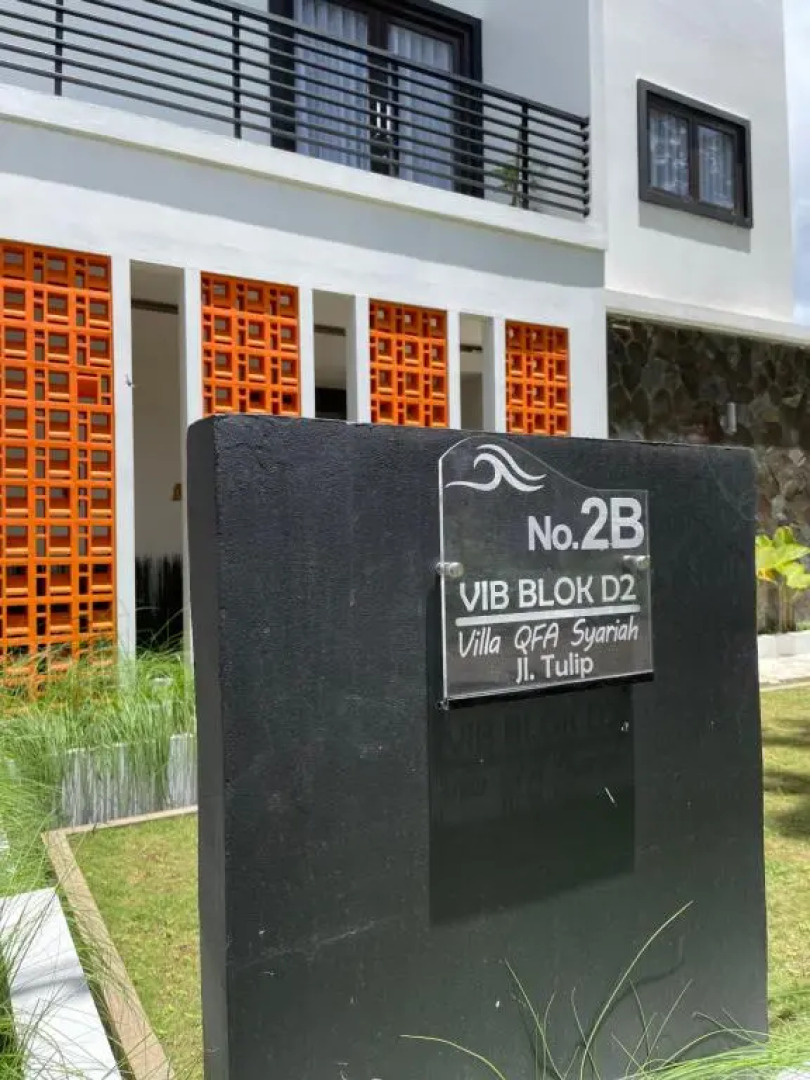 No.2B
VIB BLOK D2
Villa QFA Syariah
Jl. Tulip